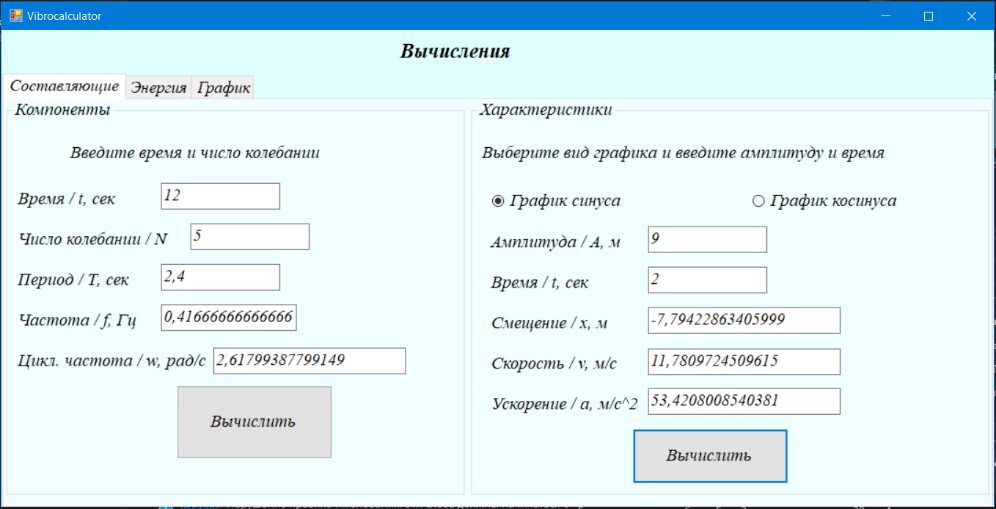 Vibrocalculator
Вычисления
Составляющие Энергия График
Компоненты
Введите время и число колебании
Время / t, сек 12
Число колебании / N 5
Период / T, сек 2,4
Частота / f, Гц 0,41666666666666
Цикл. частота / w, рад/с 2,61799387799149
Вычислить
Характеристики
Выберите вид графика и введите амплитуду и время
График синуса График косинуса
Амплитуда / A, м 9
Время / t, сек 2
Смещение / x, м -7,79422863405999
Скорость / v, м/с 11,7809724509615
Ускорение / a, м/с^2 53,4208008540381
Вычислить